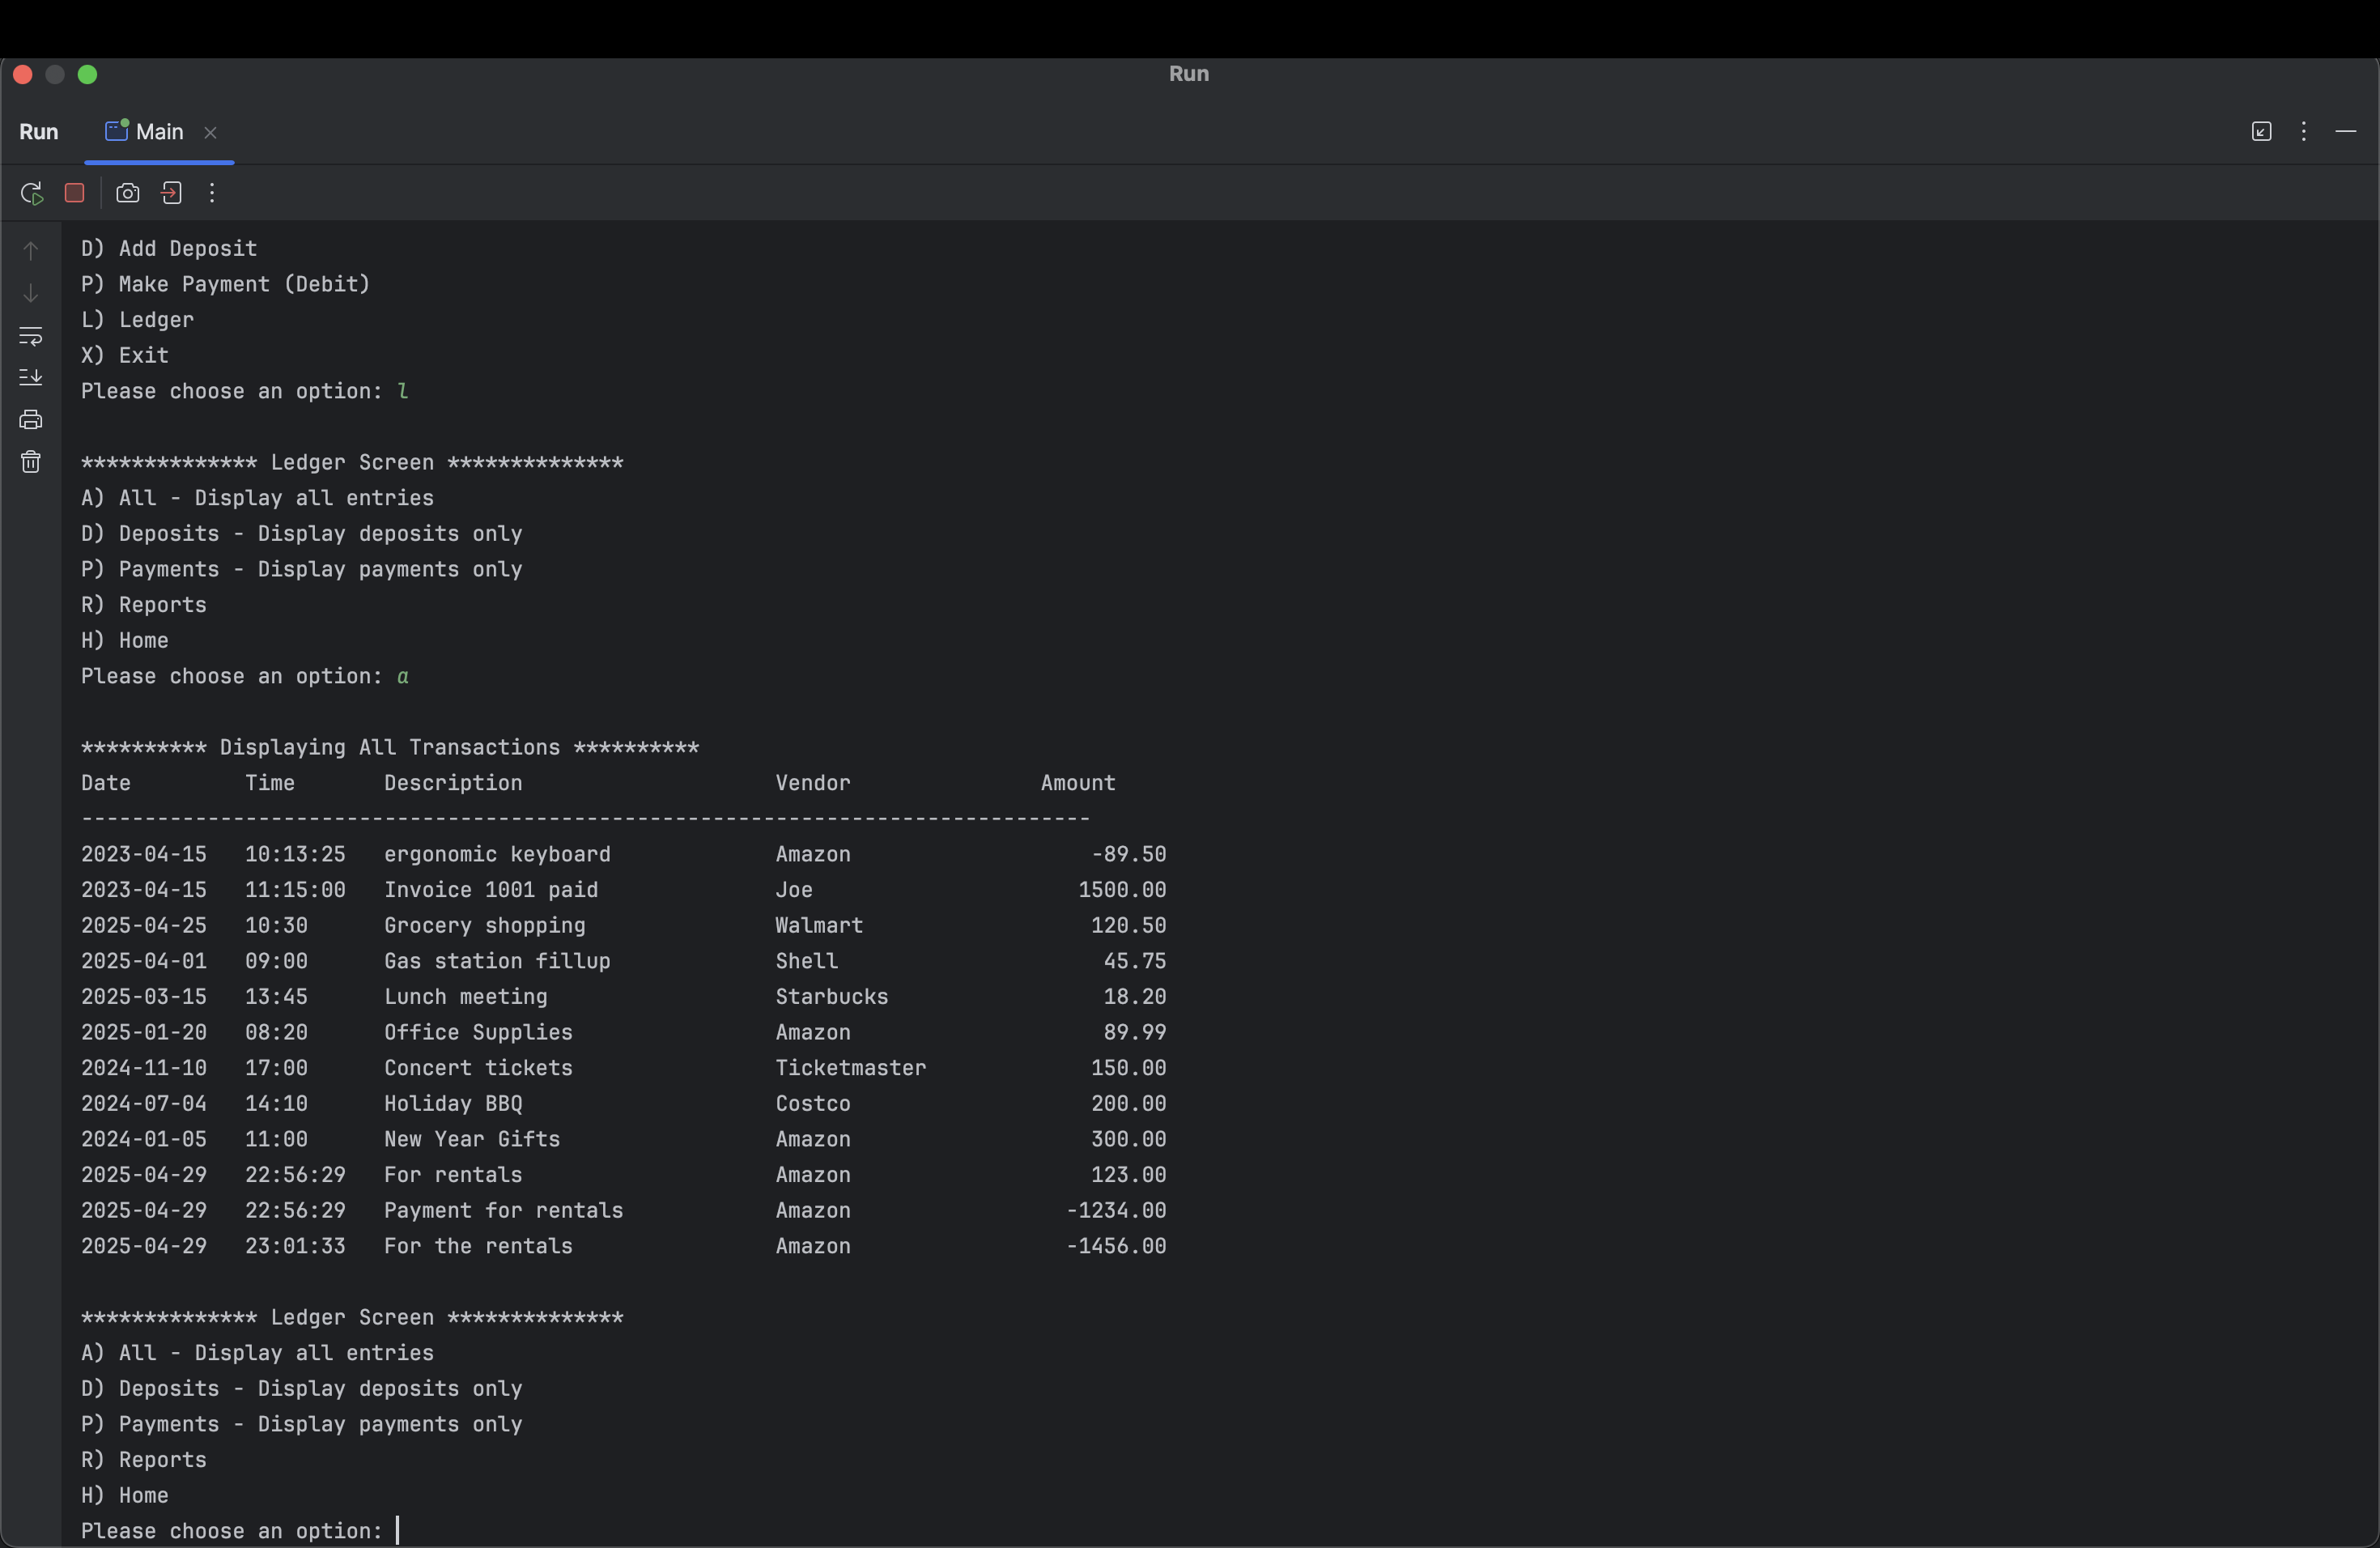 Run
Run Main
D) Add Deposit
P) Make Payment (Debit)
L) Ledger
X) Exit
Please choose an option: l
************** Ledger Screen **************
A) All - Display all entries
D) Deposits - Display deposits only
P) Payments - Display payments only
R) Reports
H) Home
Please choose an option: a
********** Displaying All Transactions **********
Date Time Description Vendor Amount
--------------------------------------------------------------------------------
2023-04-15 10:13:25 ergonomic keyboard Amazon -89.50
2023-04-15 11:15:00 Invoice 1001 paid Joe 1500.00
2025-04-25 10:30 Grocery shopping Walmart 120.50
2025-04-01 09:00 Gas station fillup Shell 45.75
2025-03-15 13:45 Lunch meeting Starbucks 18.20
2025-01-20 08:20 Office Supplies Amazon 89.99
2024-11-10 17:00 Concert tickets Ticketmaster 150.00
2024-07-04 14:10 Holiday BBQ Costco 200.00
2024-01-05 11:00 New Year Gifts Amazon 300.00
2025-04-29 22:56:29 For rentals Amazon 123.00
2025-04-29 22:56:29 Payment for rentals Amazon -1234.00
2025-04-29 23:01:33 For the rentals Amazon -1456.00
************** Ledger Screen **************
A) All - Display all entries
D) Deposits - Display deposits only
P) Payments - Display payments only
R) Reports
H) Home
Please choose an option: